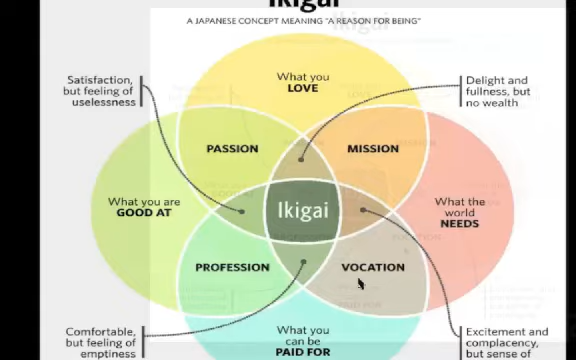 Ikigai
A JAPANESE CONCEPT MEANING "A REASON FOR BEING"
Satisfaction,
but feeling of
uselessness
What you
LOVE
Delight and
fullness, but
no wealth
PASSION
MISSION
What you are
GOOD AT
Ikigai
What the
world
NEEDS
PROFESSION
VOCATION
Comfortable,
but feeling of
emptiness
What you
can be
PAID FOR
Excitement and
complacency,
but sense of